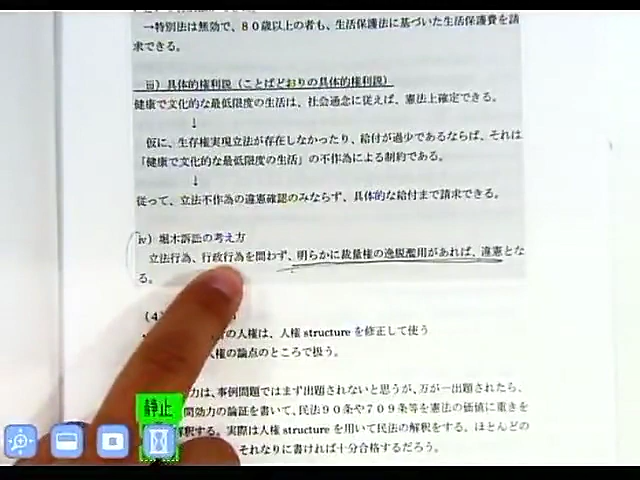 →特別法は無効で、８０歳以上の者も、生活保護法に基づいた生活保護費を請
求できる。
ⅲ）具体的権利説（ことばどおりの具体的権利説）
健康で文化的な最低限度の生活は、社会通念に従えば、憲法上確定できる。
↓
仮に、生存権実現立法が存在しなかったり、給付が過少であるならば、それは
「健康で文化的な最低限度の生活」の不作為による制約である。
↓
従って、立法不作為の違憲確認のみならず、具体的な給付まで請求できる。
ⅳ）堀木訴訟の考え方
立法行為、行政行為を問わず、明らかに裁量権の逸脱濫用があれば、違憲とな
る。
（4）
の人権は、人権 structure を修正して使う
人権の論点のところで扱う。
力は、事例問題ではまず出題されないと思うが、万が一出題されたら、
間効力の論証を書いて、民法９０条や７０９条等を憲法の価値に重きを
解釈する。実際は人権 structure を用いて民法の解釈をする。ほとんどの
それなりに書ければ十分合格するだろう。
静止